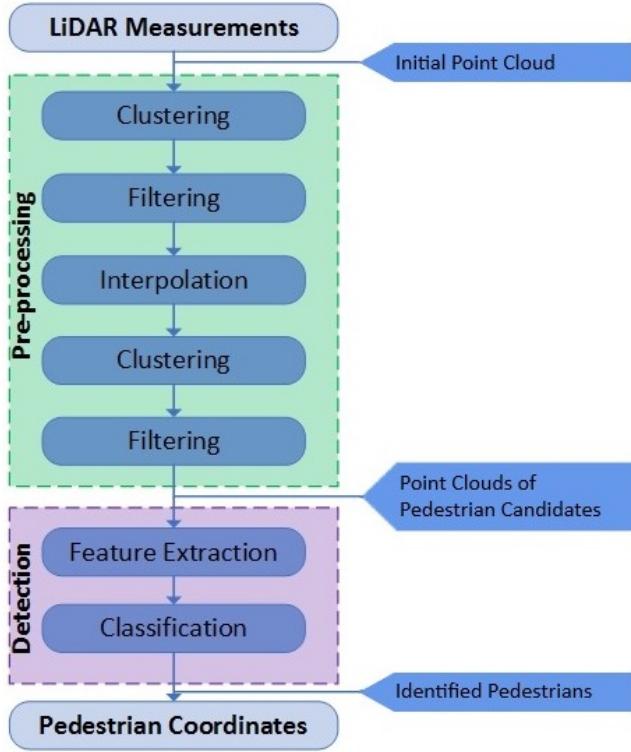 LiDAR Measurements
Initial Point Cloud
Pre-processing
Clustering
Filtering
Interpolation
Clustering
Filtering
Point Clouds of
Pedestrian Candidates
Detection
Feature Extraction
Classification
Identified Pedestrians
Pedestrian Coordinates